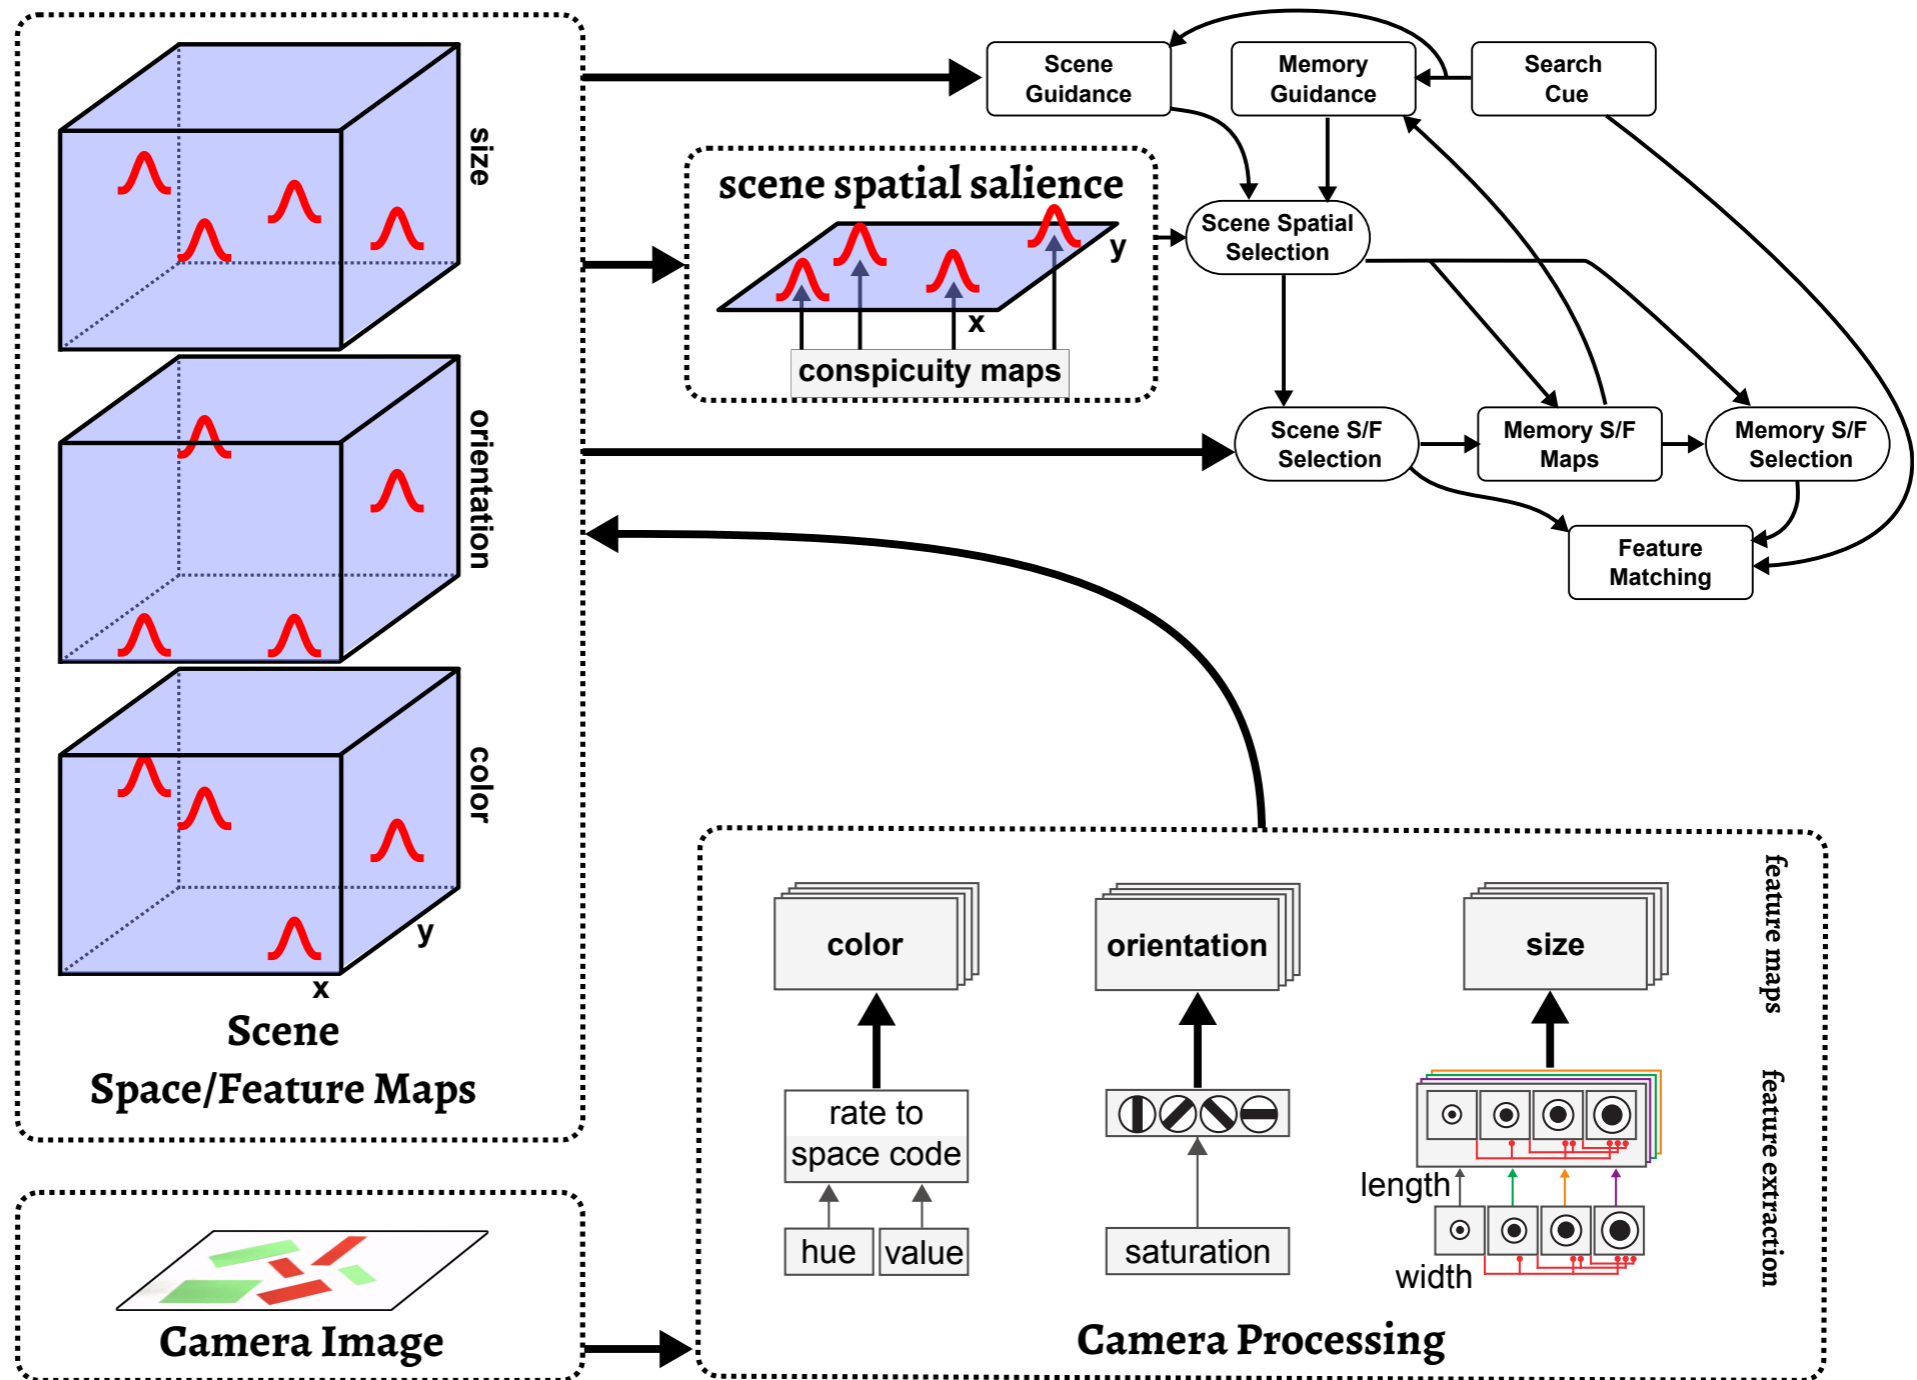 size
orientation
color
y
x
Scene
Space/Feature Maps
Camera Image
scene spatial salience
y
x
conspicuity maps
Scene
Guidance
Memory
Guidance
Search
Cue
Scene Spatial
Selection
Scene S/F
Selection
Memory S/F
Maps
Memory S/F
Selection
Feature
Matching
color
orientation
size
feature maps
rate to
space code
hue
value
saturation
length
width
feature extraction
Camera Processing